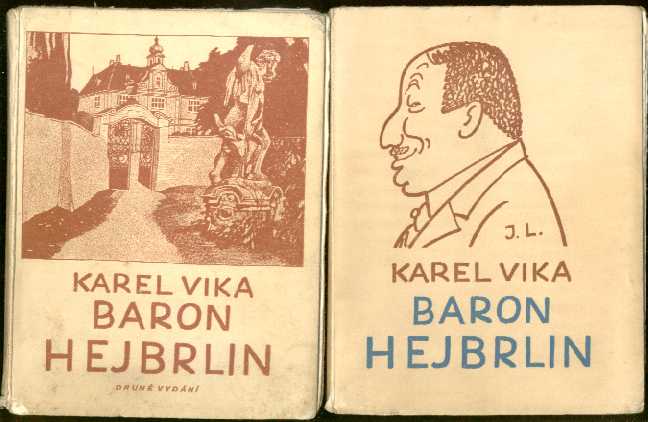 KAREL VIKA
BARON
HEJBRLIN
DRUHÉ VYDÁNÍ
J.L.
KAREL VIKA
BARON
HEJBRLIN